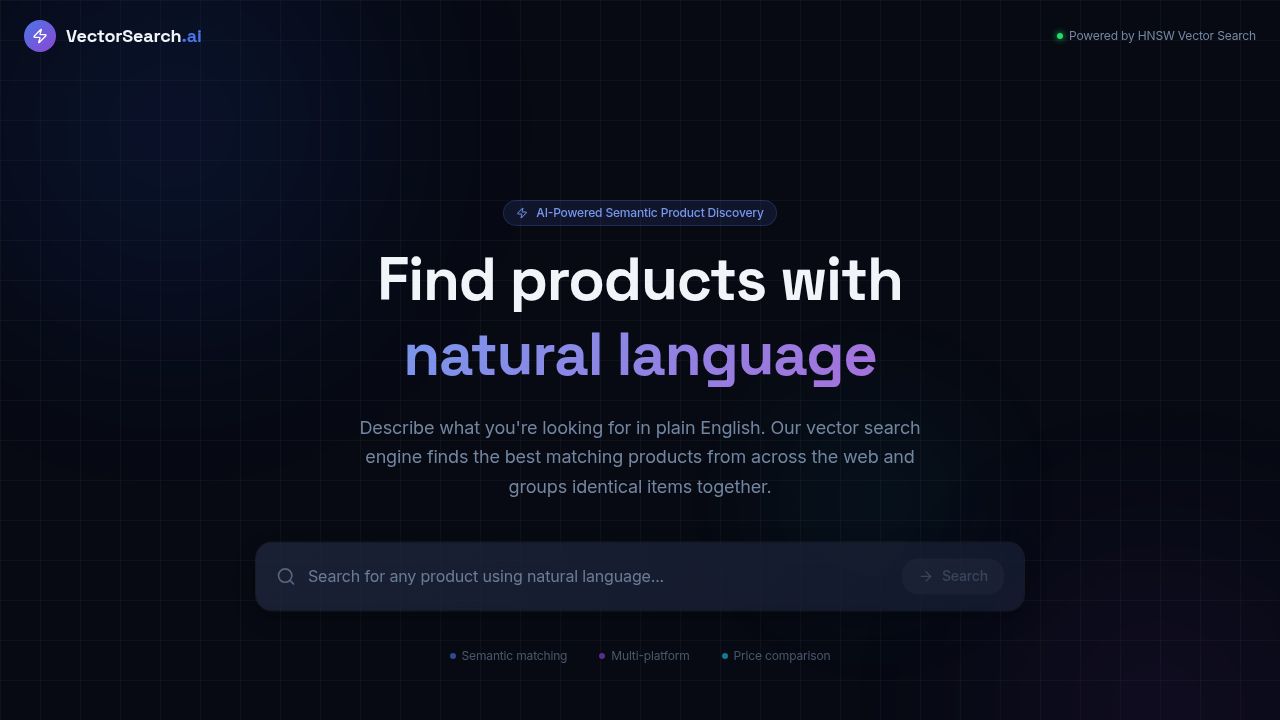 VectorSearch.ai
Powered by HNSW Vector Search
AI-Powered Semantic Product Discovery
Find products with
natural language
Describe what you're looking for in plain English. Our vector search
engine finds the best matching products from across the web and
groups identical items together.
Search for any product using natural language...
Search
Semantic matching
Multi-platform
Price comparison